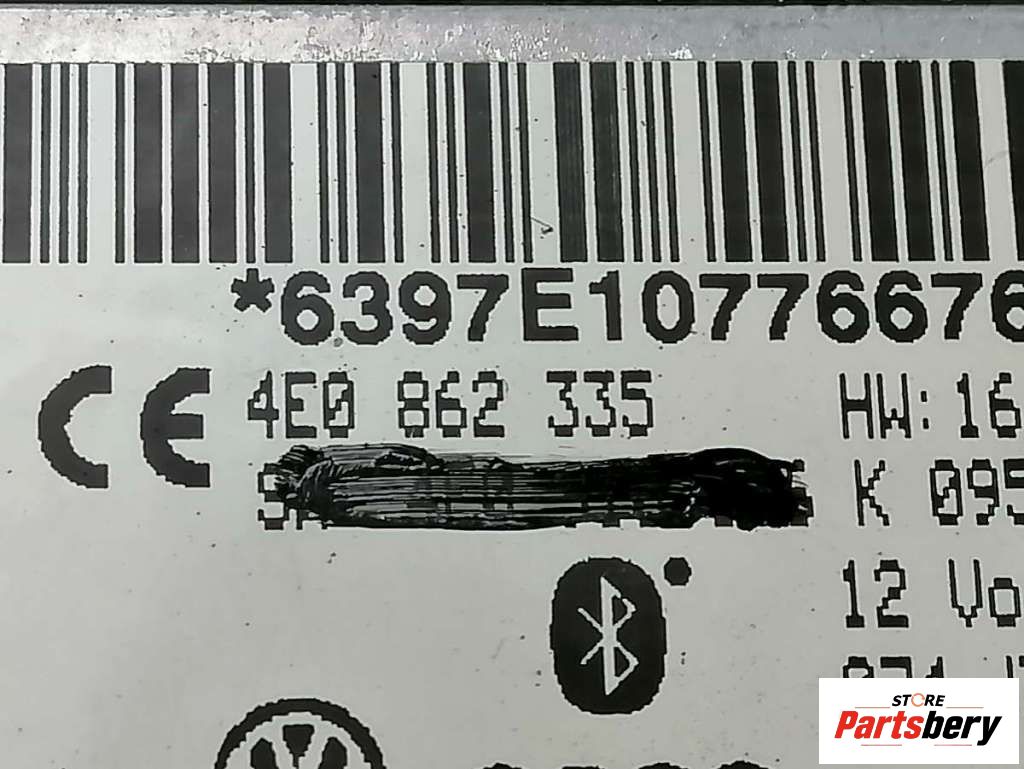 *6397E10776676
CE
4E0 862 335
HW: 16
K 095
12 Vo
STORE
Partsbery